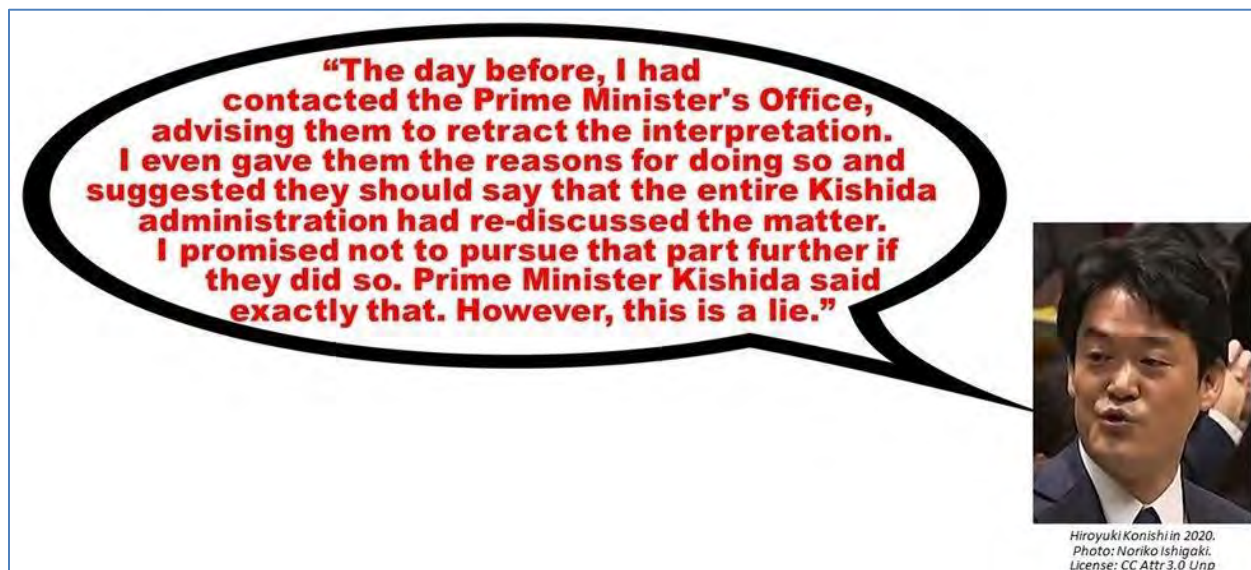 “The day before, I had
contacted the Prime Minister's Office,
advising them to retract the interpretation.
I even gave them the reasons for doing so and
suggested they should say that the entire Kishida
administration had re-discussed the matter.
I promised not to pursue that part further if
they did so. Prime Minister Kishida said
exactly that. However, this is a lie.”
Hiroyuki Konishi in 2020.
Photo: Noriko Ishigaki.
License: CC Attr 3.0 Unp